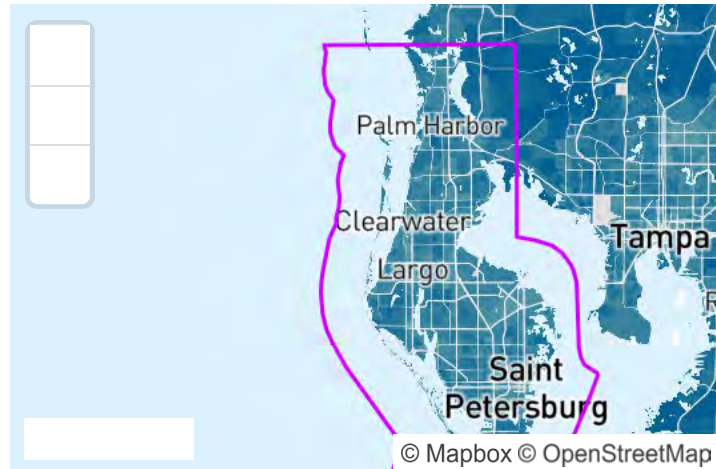 Palm Harbor
Clearwater
Tampa
Largo
R
Saint
Petersburg
© Mapbox © OpenStreetMap